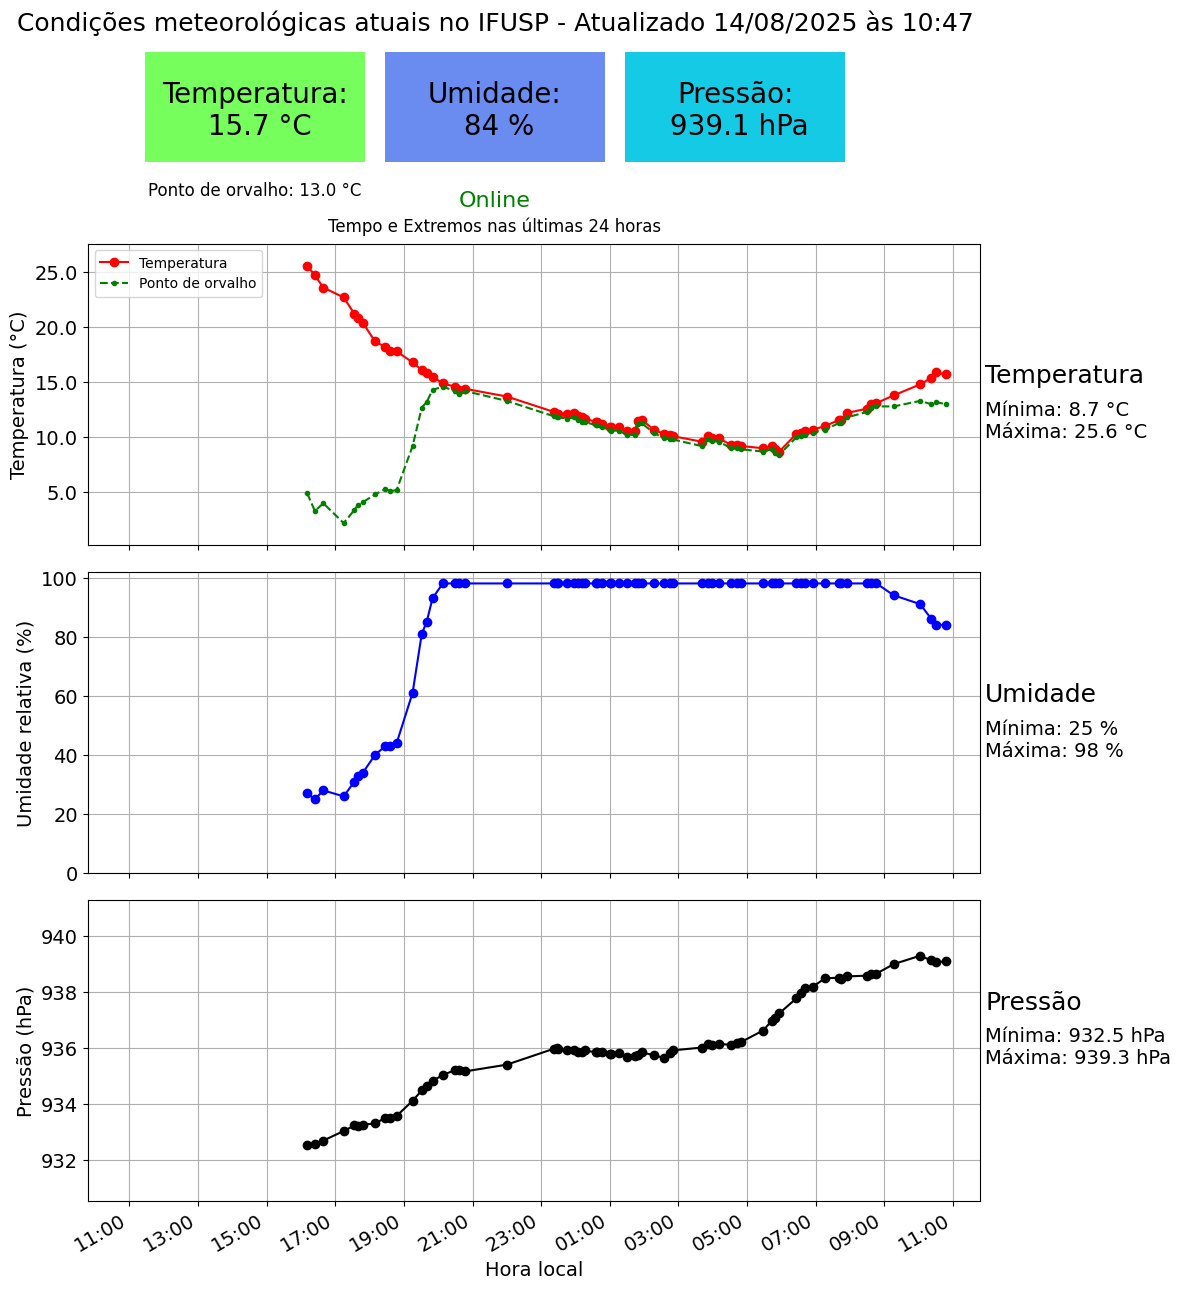 Condições meteorológicas atuais no IFUSP - Atualizado 14/08/2025 às 10:47
Temperatura:
15.7 °C
Umidade:
84 %
Pressão:
939.1 hPa
Ponto de orvalho: 13.0 °C
Online
Tempo e Extremos nas últimas 24 horas
Temperatura
Ponto de orvalho
Temperatura (°C)
25.0
20.0
15.0
10.0
5.0
Temperatura
Mínima: 8.7 °C
Máxima: 25.6 °C
Umidade relativa (%)
100
80
60
40
20
0
Umidade
Mínima: 25 %
Máxima: 98 %
Pressão (hPa)
940
938
936
934
932
Pressão
Mínima: 932.5 hPa
Máxima: 939.3 hPa
11:00
13:00
15:00
17:00
19:00
21:00
23:00
01:00
03:00
05:00
07:00
09:00
11:00
Hora local